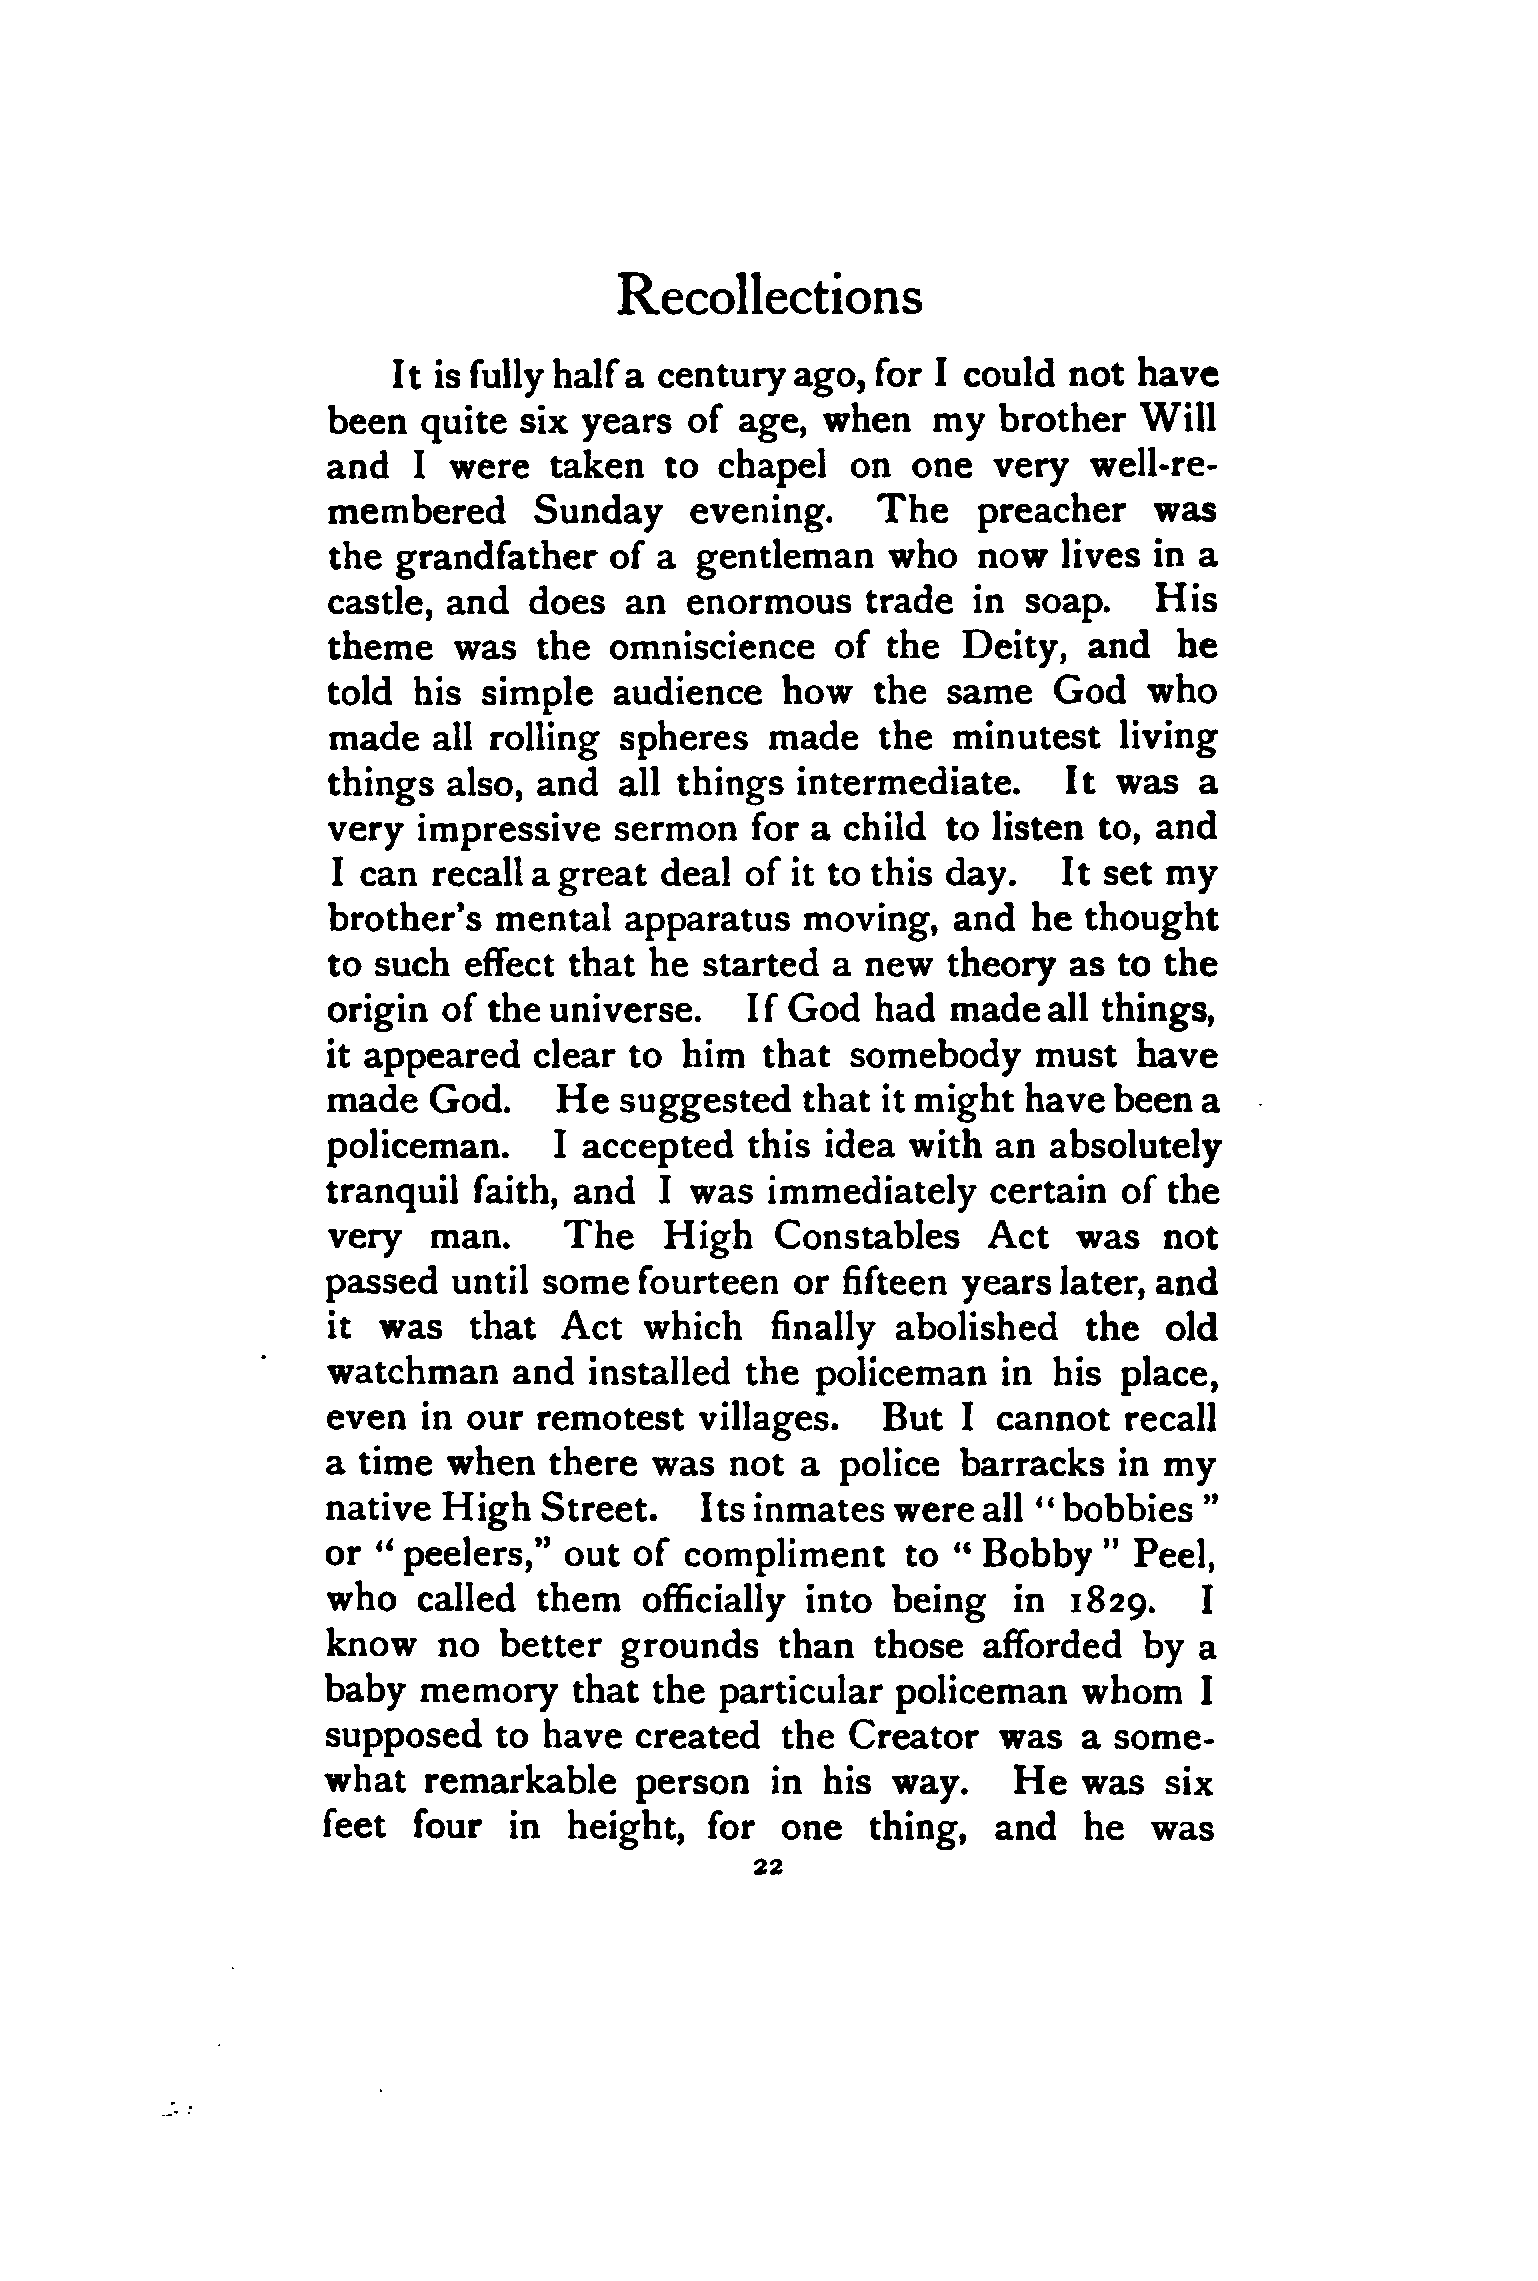 Recollections
It is fully half a century ago, for I could not have
been quite six years of age, when my brother Will
and I were taken to chapel on one very well-re-
membered Sunday evening. The preacher was
the grandfather of a gentleman who now lives in a
castle, and does an enormous trade in soap. His
theme was the omniscience of the Deity, and he
told his simple audience how the same God who
made all rolling spheres made the minutest living
things also, and all things intermediate. It was a
very impressive sermon for a child to listen to, and
I can recall a great deal of it to this day. It set my
brother's mental apparatus moving, and he thought
to such effect that he started a new theory as to the
origin of the universe. If God had made all things,
it appeared clear to him that somebody must have
made God. He suggested that it might have been a
policeman. I accepted this idea with an absolutely
tranquil faith, and I was immediately certain of the
very man. The High Constables Act was not
passed until some fourteen or fifteen years later, and
it was that Act which finally abolished the old
watchman and installed the policeman in his place,
even in our remotest villages. But I cannot recall
a time when there was not a police barracks in my
native High Street. Its inmates were all "bobbies"
or "peelers," out of compliment to "Bobby" Peel,
who called them officially into being in 1829. I
know no better grounds than those afforded by a
baby memory that the particular policeman whom I
supposed to have created the Creator was a some-
what remarkable person in his way. He was six
feet four in height, for one thing, and he was
22